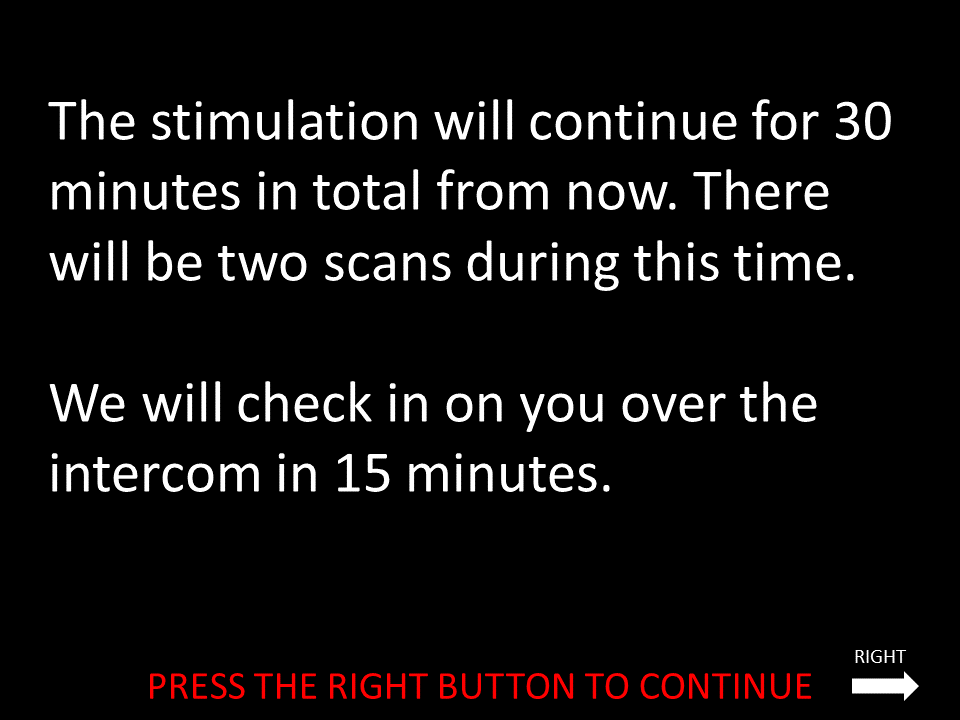 The stimulation will continue for 30
minutes in total from now. There
will be two scans during this time.
We will check in on you over the
intercom in 15 minutes.
RIGHT
PRESS THE RIGHT BUTTON TO CONTINUE